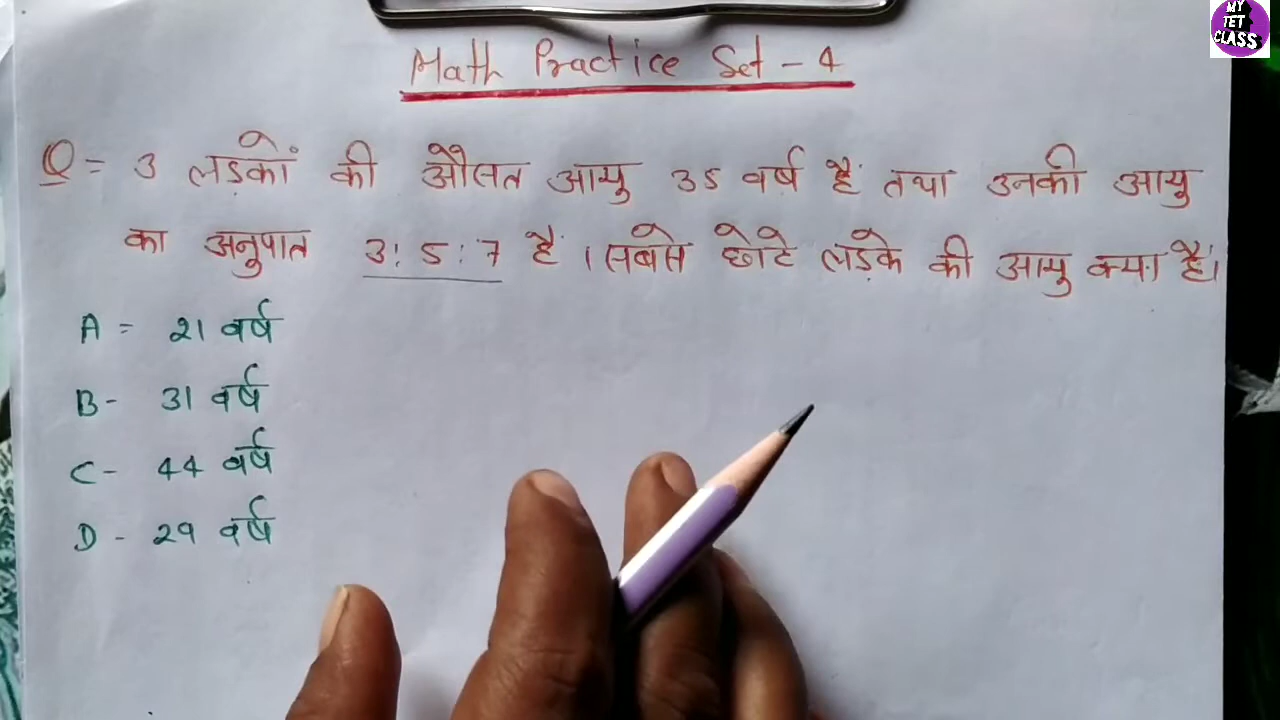 MY
TET
CLASS
Math Practice Set - 4
Q = 3 लड़कों की औसत आयु 35 वर्ष है तथा उनकी आयु
का अनुपात 3:5:7 है । सबसे छोटे लड़के की आयु क्या है।
A = 21 वर्ष
B - 31 वर्ष
C - 44 वर्ष
D - 29 वर्ष